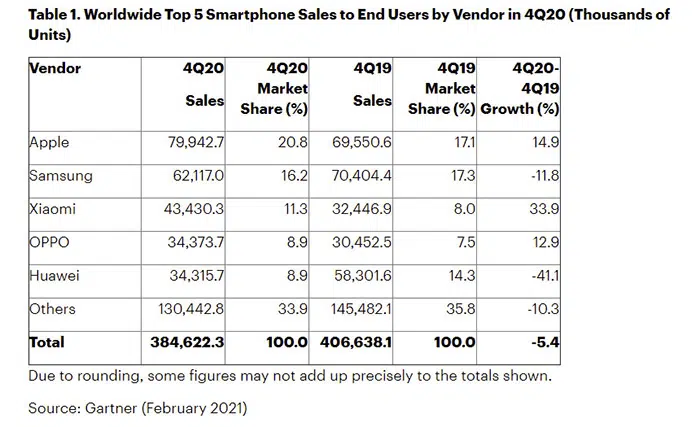 Table 1. Worldwide Top 5 Smartphone Sales to End Users by Vendor in 4Q20 (Thousands of
Units)
Vendor 4Q20 Sales 4Q20 Market Share (%) 4Q19 Sales 4Q19 Market Share (%) 4Q20-4Q19 Growth (%)
Apple 79,942.7 20.8 69,550.6 17.1 14.9
Samsung 62,117.0 16.2 70,404.4 17.3 -11.8
Xiaomi 43,430.3 11.3 32,446.9 8.0 33.9
OPPO 34,373.7 8.9 30,452.5 7.5 12.9
Huawei 34,315.7 8.9 58,301.6 14.3 -41.1
Others 130,442.8 33.9 145,482.1 35.8 -10.3
Total 384,622.3 100.0 406,638.1 100.0 -5.4
Due to rounding, some figures may not add up precisely to the totals shown.
Source: Gartner (February 2021)